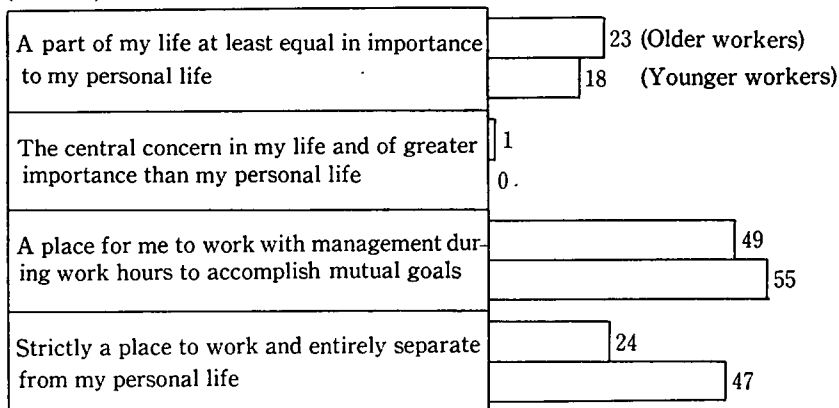 A part of my life at least equal in importance
to my personal life
23 (Older workers)
18 (Younger workers)
The central concern in my life and of greater
importance than my personal life
1
0.
A place for me to work with management dur-
ing work hours to accomplish mutual goals
49
55
Strictly a place to work and entirely separate
from my personal life
24
47